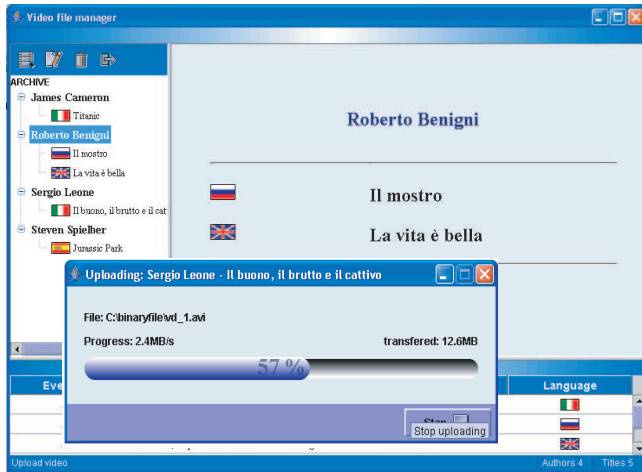 Video file manager
ARCHIVE
James Cameron
Titanic
Roberto Benigni
Il mostro
La vita è bella
Sergio Leone
Il buono, il brutto e il cat
Steven Spielber
Jurassic Park
Roberto Benigni
Il mostro
La vita è bella
Uploading: Sergio Leone - Il buono, il brutto e il cattivo
File: C:\binaryfile\vd_1.avi
Progress: 2.4MB/s transfered: 12.6MB
57 %
Stop
Stop uploading
Eve Language
Upload video Authors 4 Titles 5